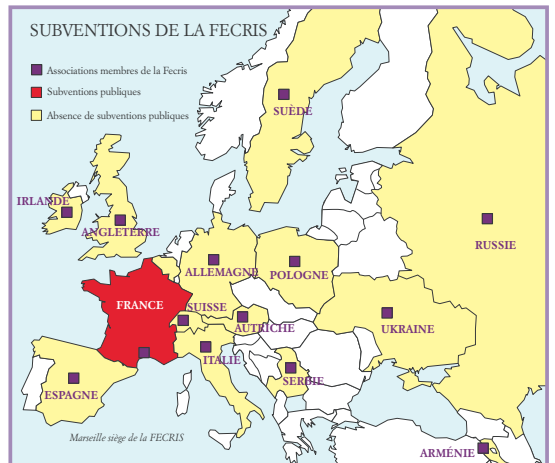 SUBVENTIONS DE LA FECRIS
Associations membres de la Fecris
Subventions publiques
Absence de subventions publiques
SUÈDE
IRLANDE
ANGLETERRE
RUSSIE
ALLEMAGNE
POLOGNE
FRANCE
SUISSE
AUTRICHE
UKRAINE
ITALIE
SERBIE
ESPAGNE
Marseille siège de la FECRIS
ARMÉNIE